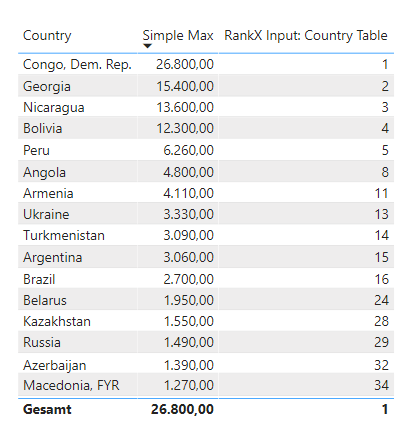 Country Simple Max RankX Input: Country Table
Congo, Dem. Rep. 26.800,00 1
Georgia 15.400,00 2
Nicaragua 13.600,00 3
Bolivia 12.300,00 4
Peru 6.260,00 5
Angola 4.800,00 8
Armenia 4.110,00 11
Ukraine 3.330,00 13
Turkmenistan 3.090,00 14
Argentina 3.060,00 15
Brazil 2.700,00 16
Belarus 1.950,00 24
Kazakhstan 1.550,00 28
Russia 1.490,00 29
Azerbaijan 1.390,00 32
Macedonia, FYR 1.270,00 34
Gesamt 26.800,00 1